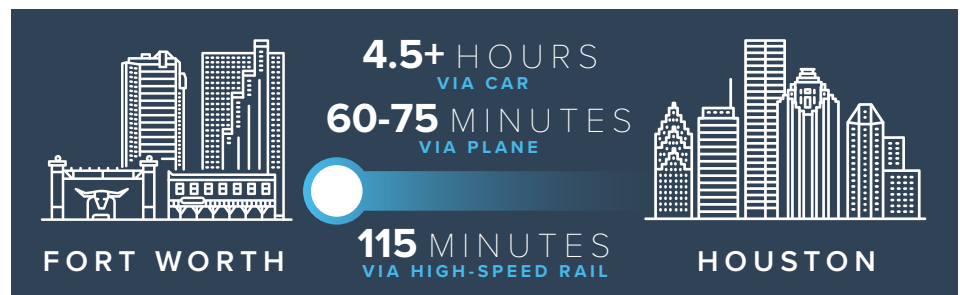 4.5+ HOURS
VIA CAR
60-75 MINUTES
VIA PLANE
115 MINUTES
VIA HIGH-SPEED RAIL
FORT WORTH
HOUSTON